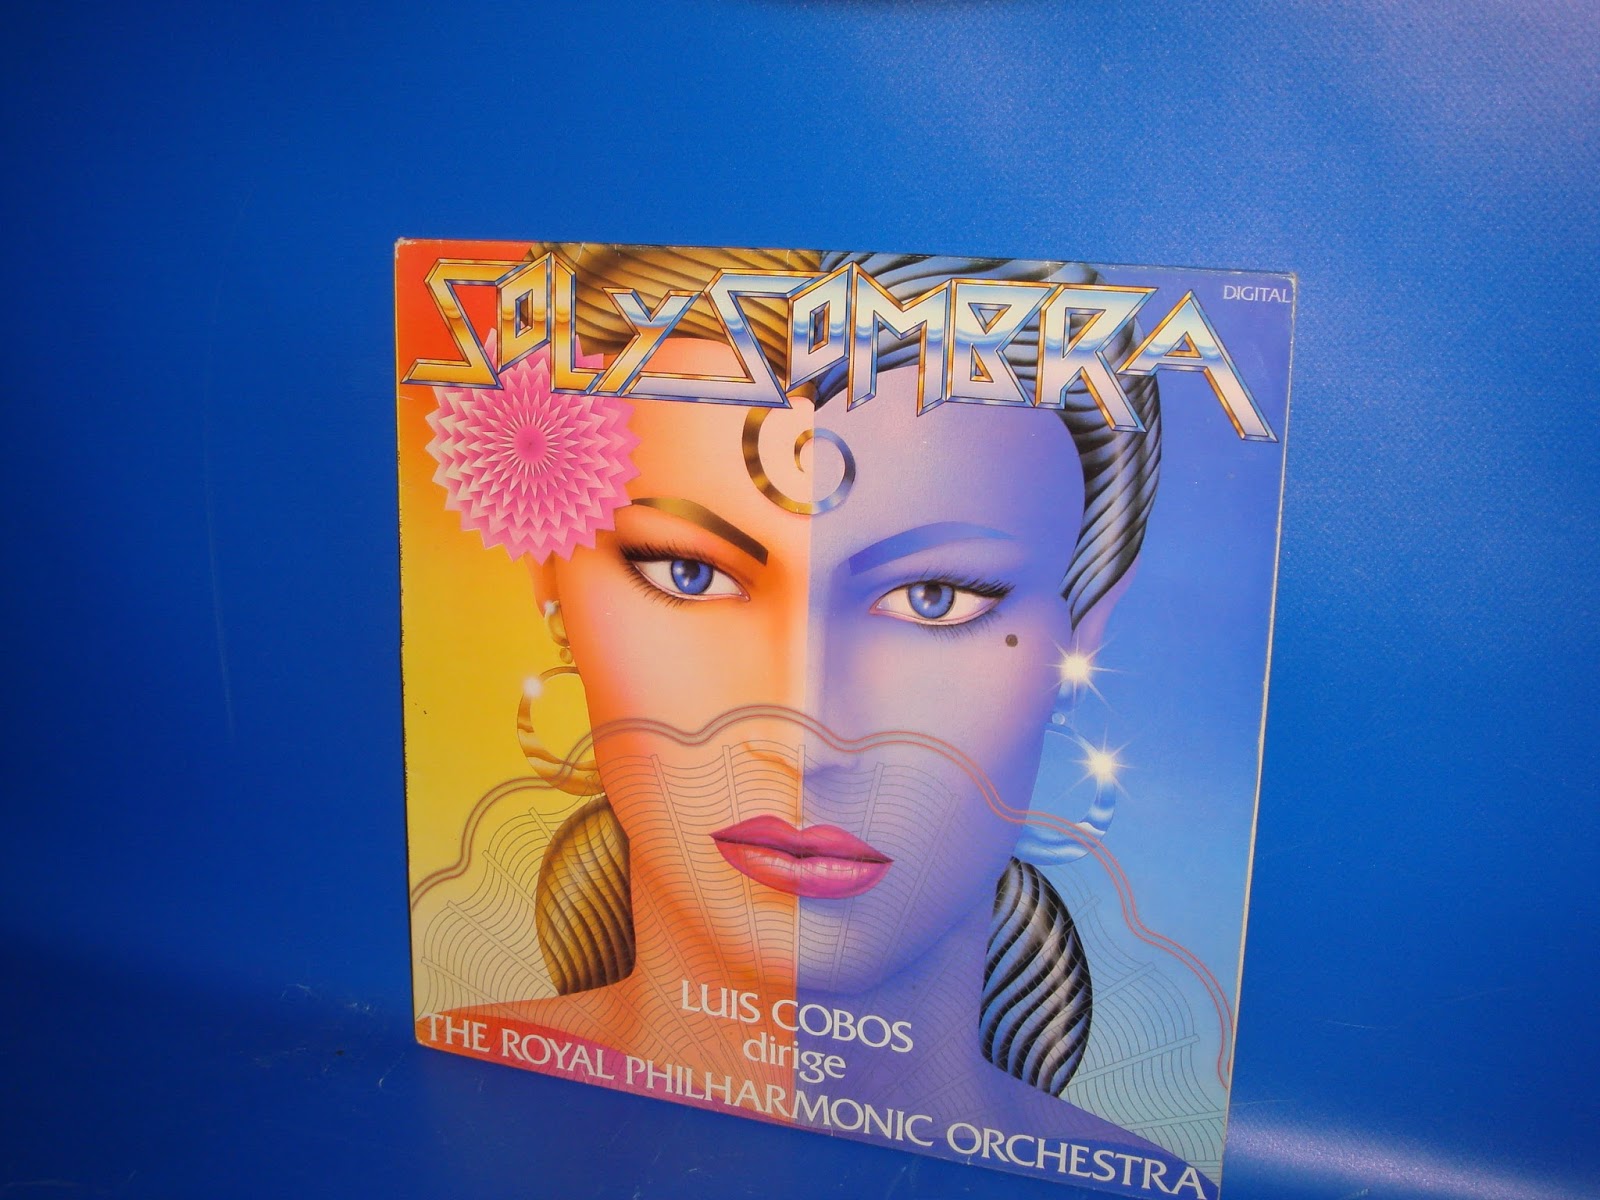 SOL Y SOMBRA
DIGITAL
LUIS COBOS
dirige
THE ROYAL PHILHARMONIC ORCHESTRA